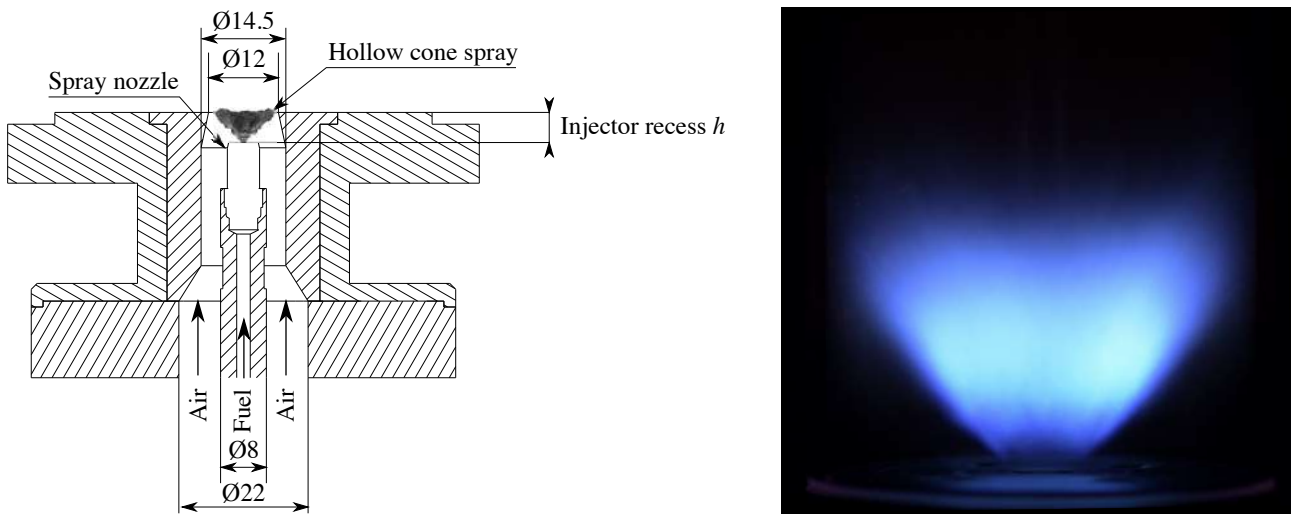 Ø14.5
Hollow cone spray
Ø12
Spray nozzle
Injector recess h
Air
Fuel
Air
Ø8
Ø22